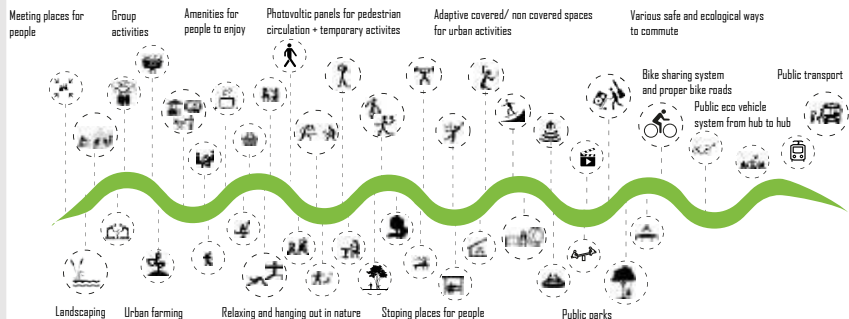 Meeting places for
people
Group
activities
Amenities for
people to enjoy
Photovoltic panels for pedestrian
circulation + temporary activites
Adaptive covered/ non covered spaces
for urban activities
Various safe and ecological ways
to commute
Bike sharing system
and proper bike roads
Public transport
Public eco vehicle
system from hub to hub
Landscaping
Urban farming
Relaxing and hanging out in nature
Stoping places for people
Public parks